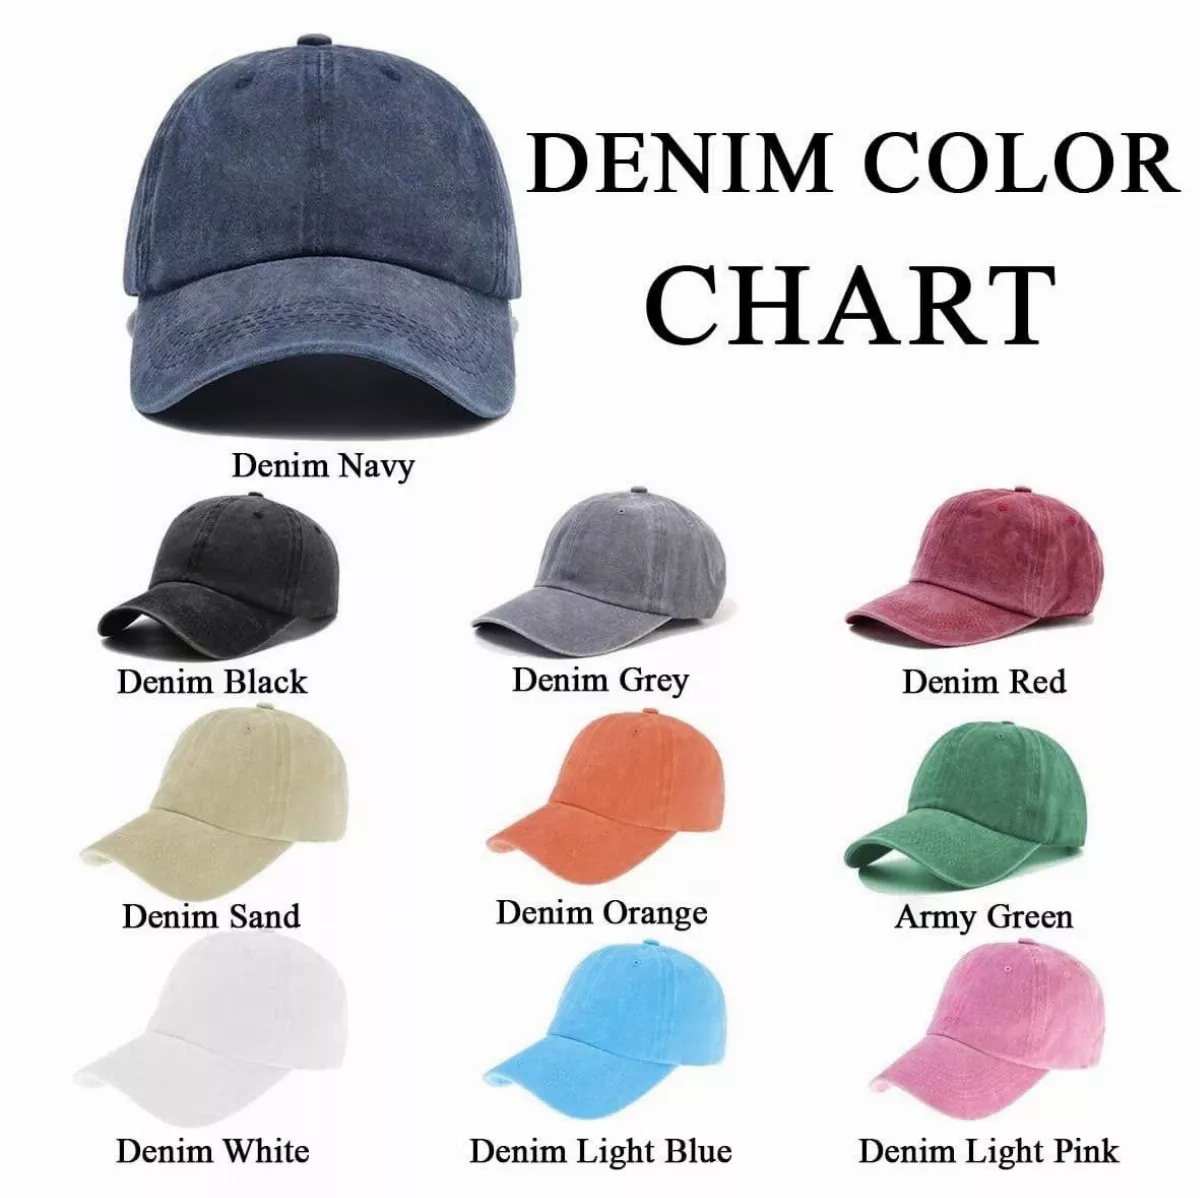 DENIM COLOR
CHART
Denim Navy
Denim Black
Denim Grey
Denim Red
Denim Sand
Denim Orange
Army Green
Denim White
Denim Light Blue
Denim Light Pink